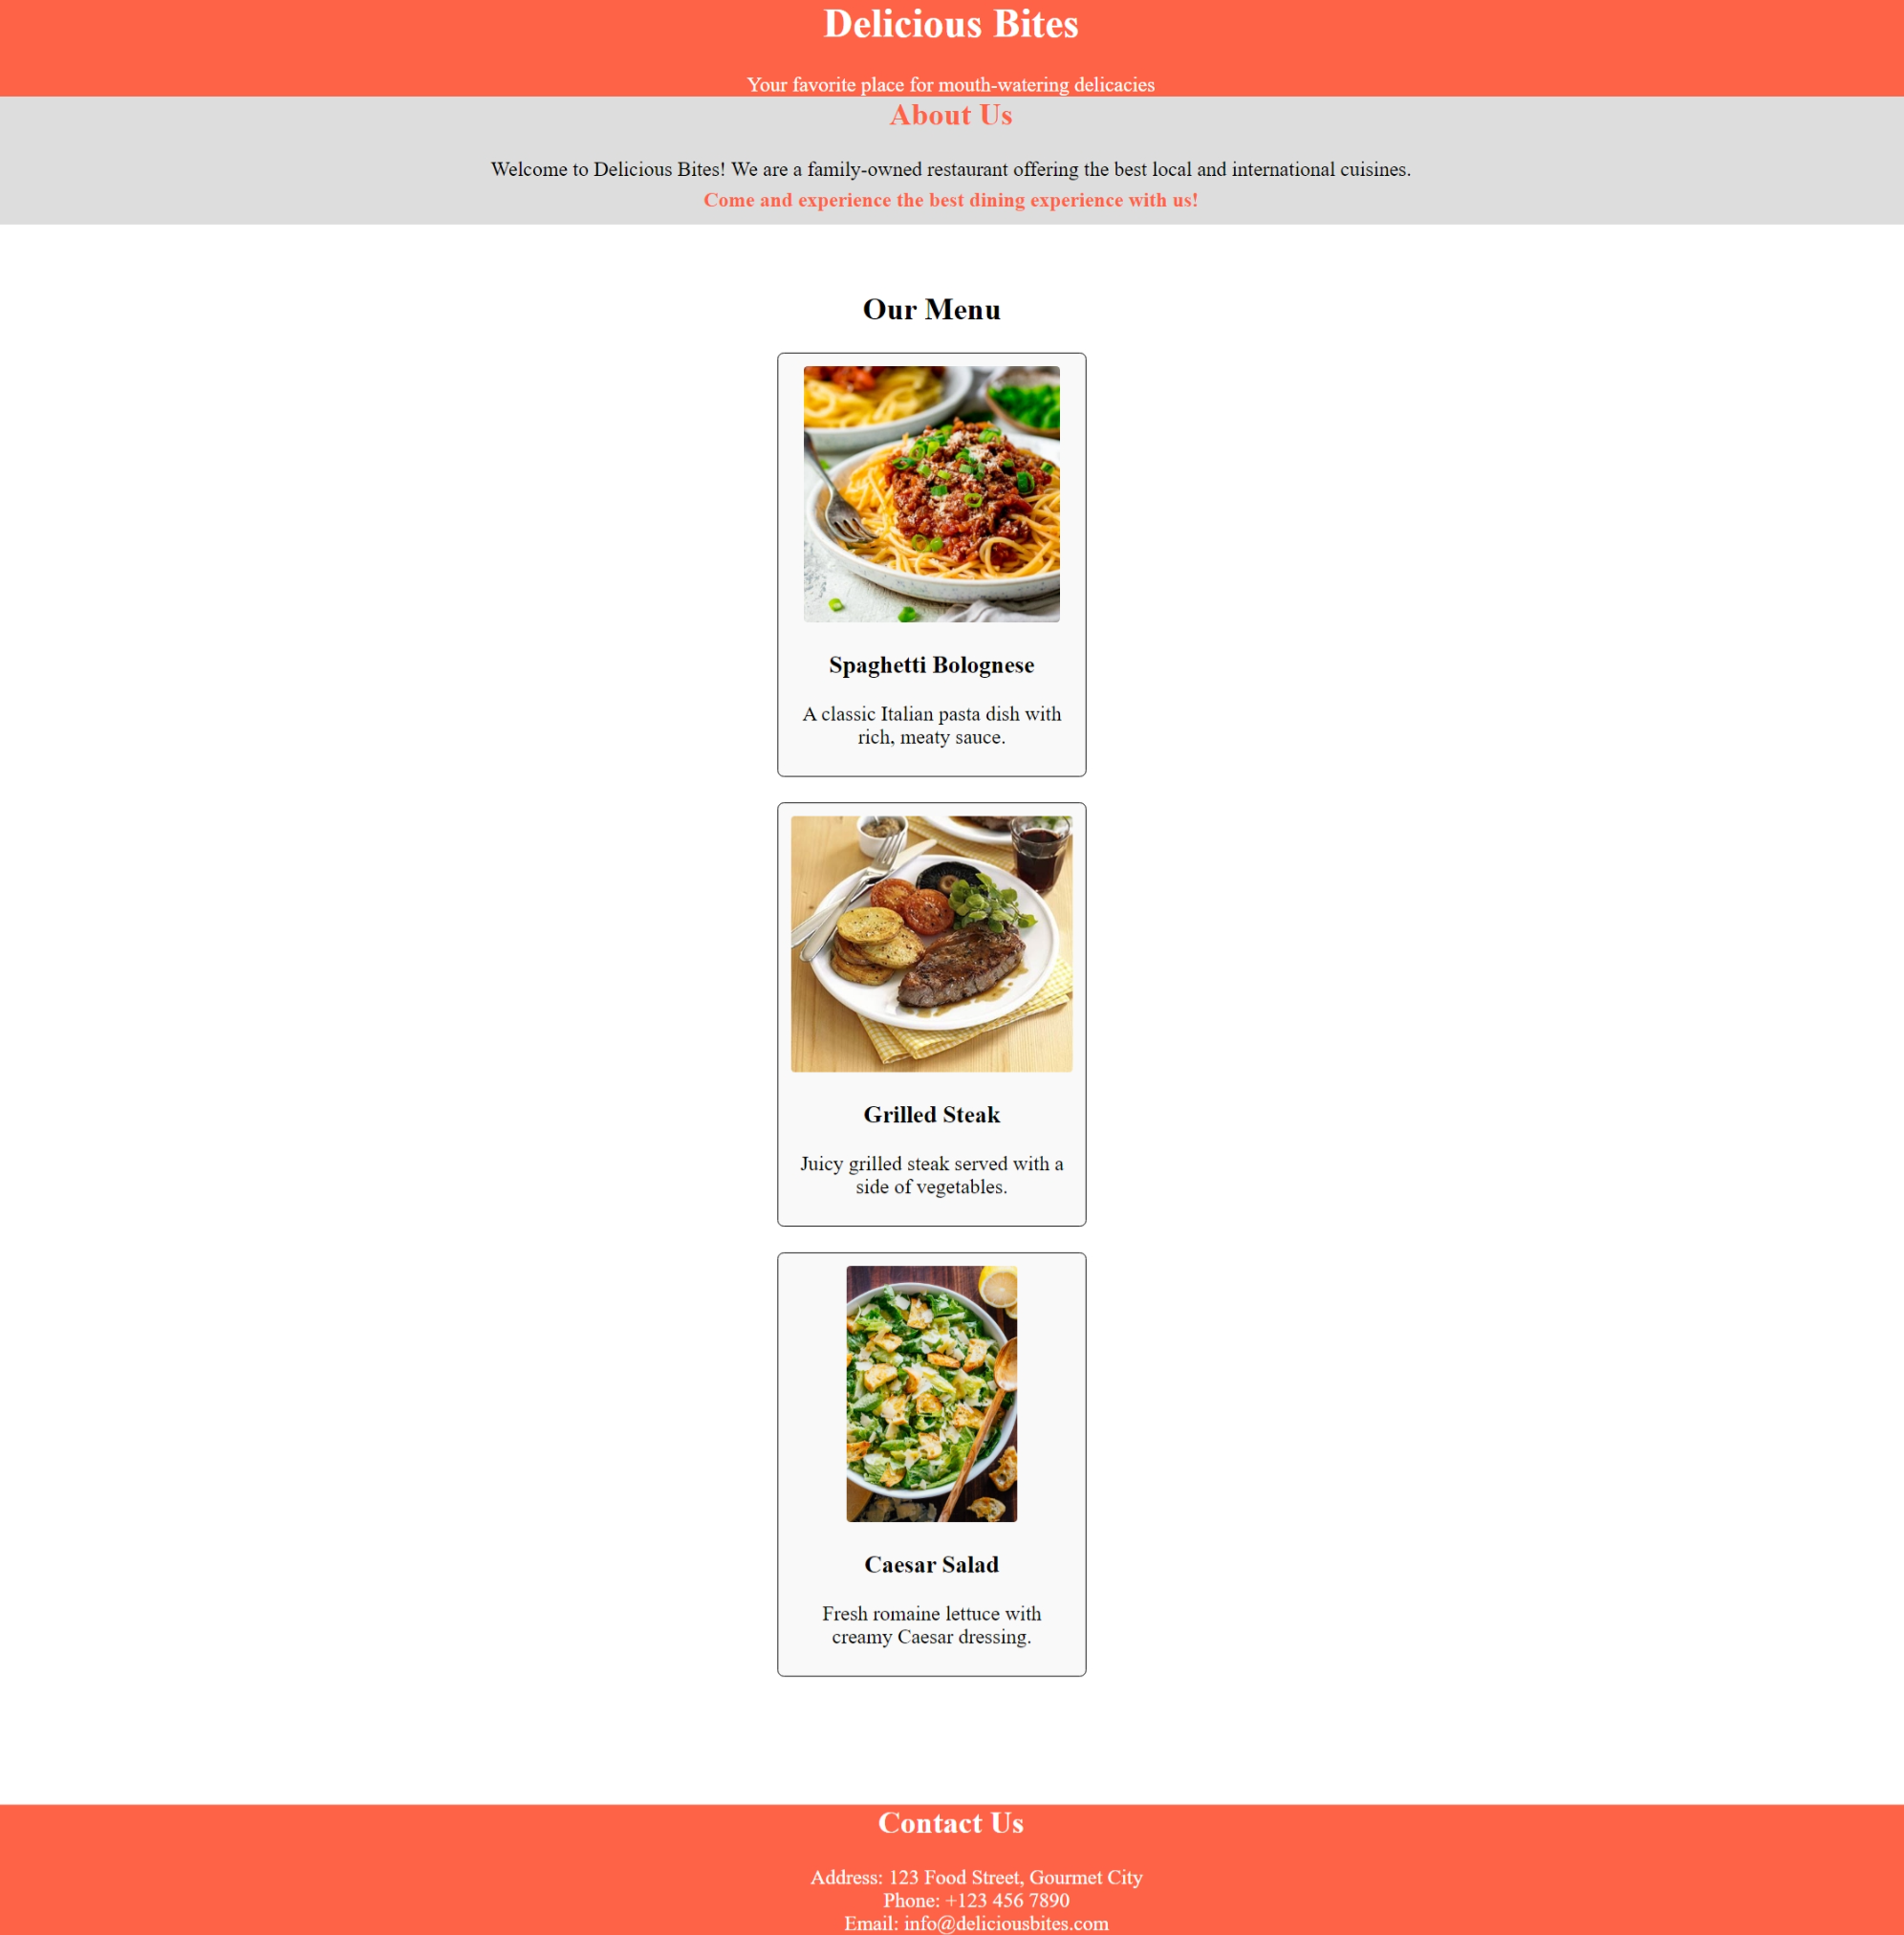 Delicious Bites
Your favorite place for mouth-watering delicacies
About Us
Welcome to Delicious Bites! We are a family-owned restaurant offering the best local and international cuisines.
Come and experience the best dining experience with us!
Our Menu
Spaghetti Bolognese
A classic Italian pasta dish with
rich, meaty sauce.
Grilled Steak
Juicy grilled steak served with a
side of vegetables.
Caesar Salad
Fresh romaine lettuce with
creamy Caesar dressing.
Contact Us
Address: 123 Food Street, Gourmet City
Phone: +123 456 7890
Email: info@deliciousbites.com